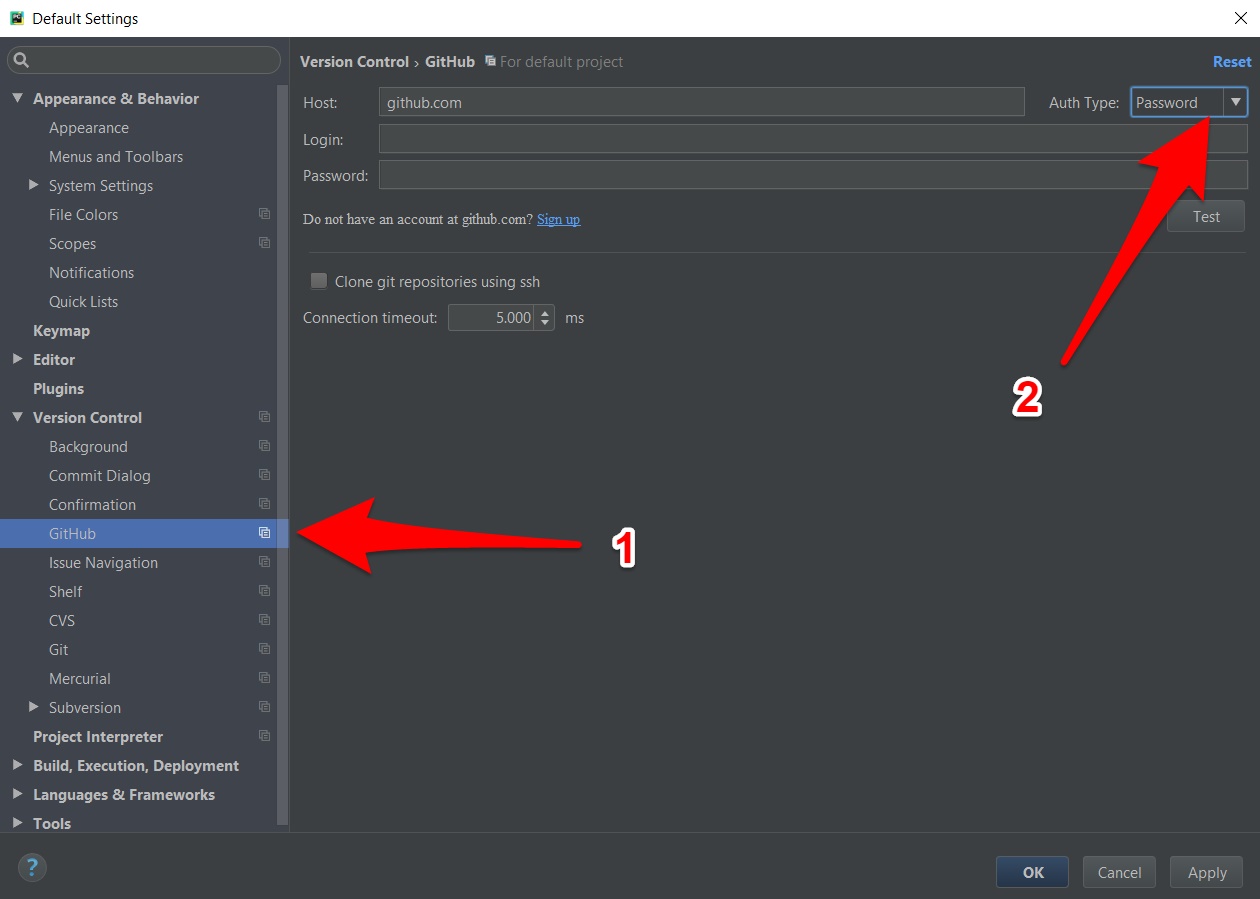 Default Settings
Version Control › GitHub For default project Reset
Host: github.com Auth Type: Password
Login:
Password:
Do not have an account at github.com? Sign up
Test
Clone git repositories using ssh
Connection timeout: 5.000 ms
Appearance & Behavior
Appearance
Menus and Toolbars
System Settings
File Colors
Scopes
Notifications
Quick Lists
Keymap
Editor
Plugins
Version Control
Background
Commit Dialog
Confirmation
GitHub
Issue Navigation
Shelf
CVS
Git
Mercurial
Subversion
Project Interpreter
Build, Execution, Deployment
Languages & Frameworks
Tools
1
2
?
OK Cancel Apply